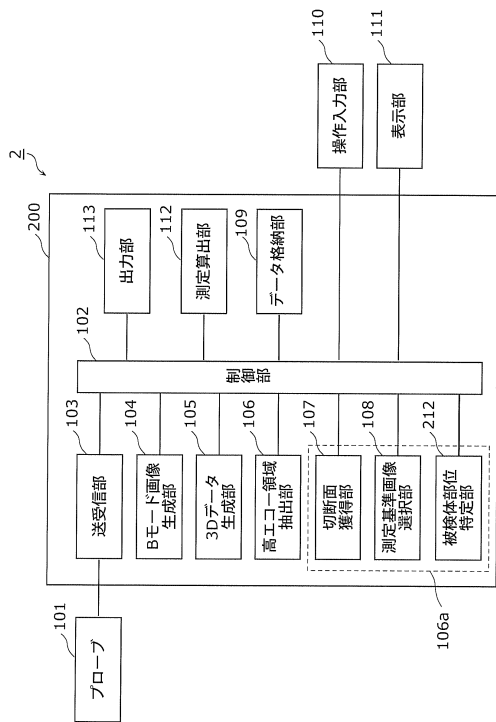 2
200
101
プローブ
103
送受信部
104
Bモード画像
生成部
105
3Dデータ
生成部
106
高エコー領域
抽出部
107
切断面
獲得部
108
測定基準画像
選択部
212
被検体部位
特定部
106a
102
制御部
113
出力部
112
測定算出部
109
データ格納部
110
操作入力部
111
表示部